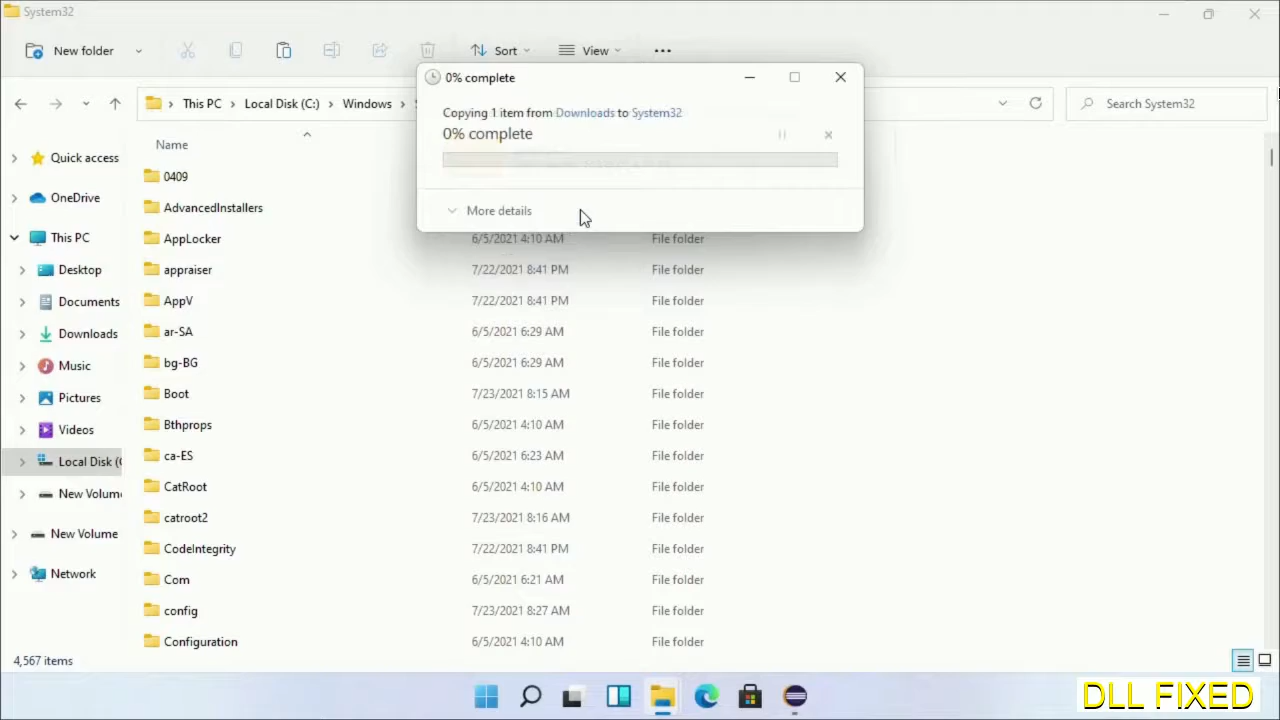 System32
New folder
Sort
View
This PC
Local Disk (C:)
Windows
Search System32
0% complete
Copying 1 item from Downloads to System32
0% complete
More details
Name
Quick access
OneDrive
This PC
Desktop
Documents
Downloads
Music
Pictures
Videos
Local Disk (
New Volum
New Volume
Network
0409
AdvancedInstallers
AppLocker 6/5/2021 4:10 AM File folder
appraiser 7/22/2021 8:41 PM File folder
AppV 7/22/2021 8:41 PM File folder
ar-SA 6/5/2021 6:29 AM File folder
bg-BG 6/5/2021 6:29 AM File folder
Boot 7/23/2021 8:15 AM File folder
Bthprops 6/5/2021 4:10 AM File folder
ca-ES 6/5/2021 6:23 AM File folder
CatRoot 6/5/2021 4:10 AM File folder
catroot2 7/23/2021 8:16 AM File folder
CodeIntegrity 7/22/2021 8:41 PM File folder
Com 6/5/2021 6:21 AM File folder
config 7/23/2021 8:27 AM File folder
Configuration 6/5/2021 4:10 AM File folder
4,567 items
DLL FIXED